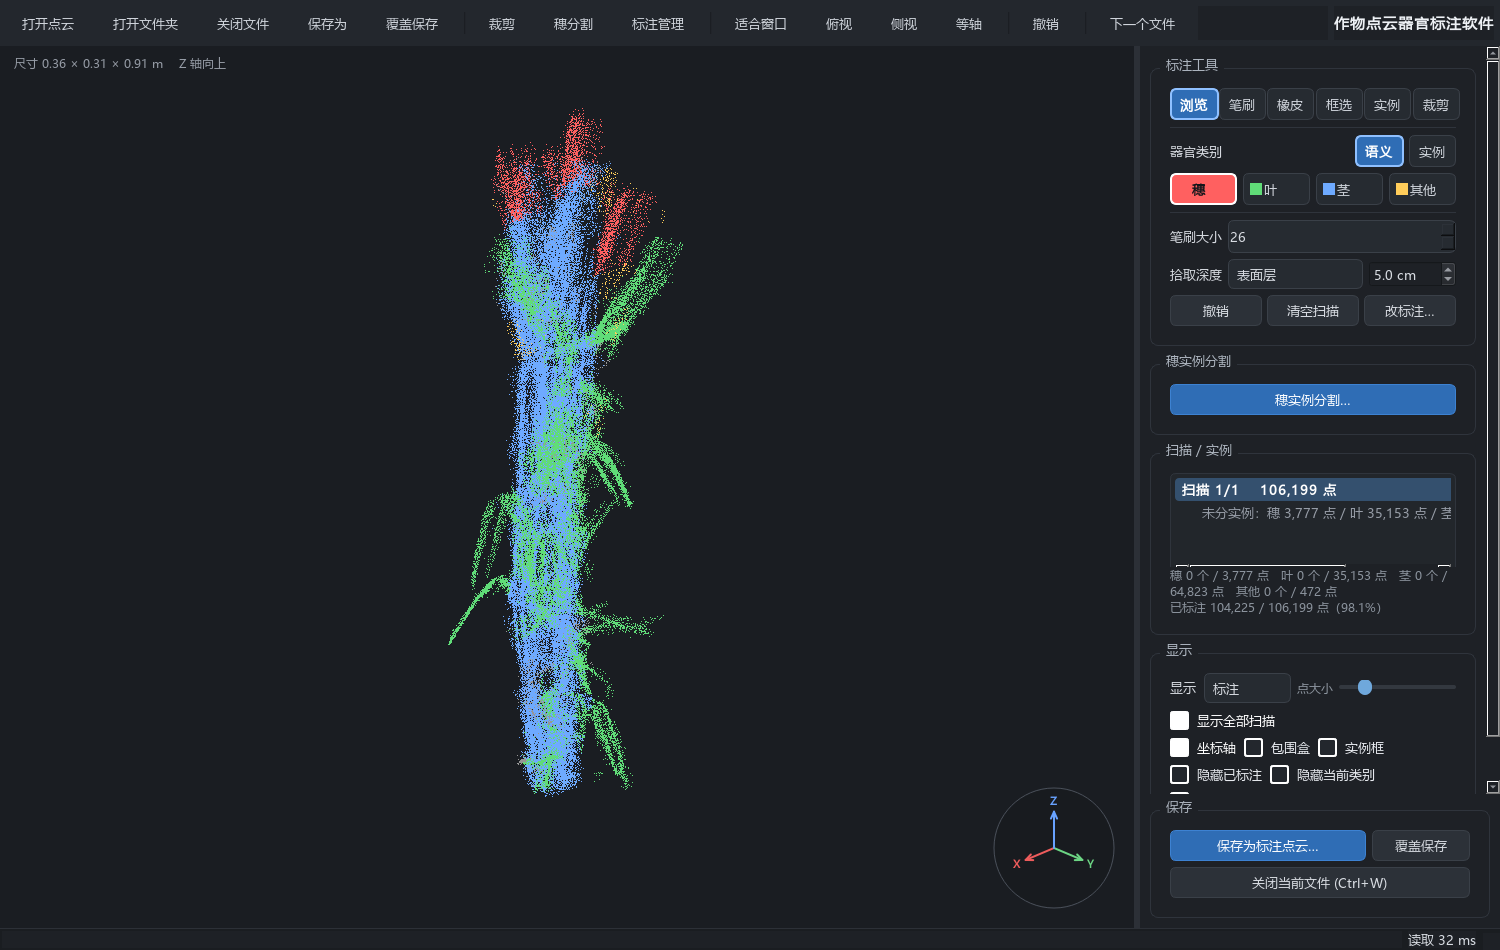 打开点云 打开文件夹 关闭文件 保存为 覆盖保存 裁剪 穗分割 标注管理 适合窗口 俯视 侧视 等轴 撤销 下一个文件 作物点云器官标注软件
尺寸 0.36 × 0.31 × 0.91 m Z 轴向上
标注工具
浏览 笔刷 橡皮 框选 实例 裁剪
器官类别 语义 实例
穗 叶 茎 其他
笔刷大小 26
拾取深度 表面层 5.0 cm
撤销 清空扫描 改标注...
穗实例分割
穗实例分割...
扫描 / 实例
扫描 1/1 106,199 点
未分实例: 穗 3,777 点 / 叶 35,153 点 / 茎
穗 0 个 / 3,777 点 叶 0 个 / 35,153 点 茎 0 个 /
64,823 点 其他 0 个 / 472 点
已标注 104,225 / 106,199 点 (98.1%)
显示
显示 标注 点大小
显示全部扫描
坐标轴 包围盒 实例框
隐藏已标注 隐藏当前类别
Z
X Y
保存
保存为标注点云... 覆盖保存
关闭当前文件 (Ctrl+W)
读取 32 ms